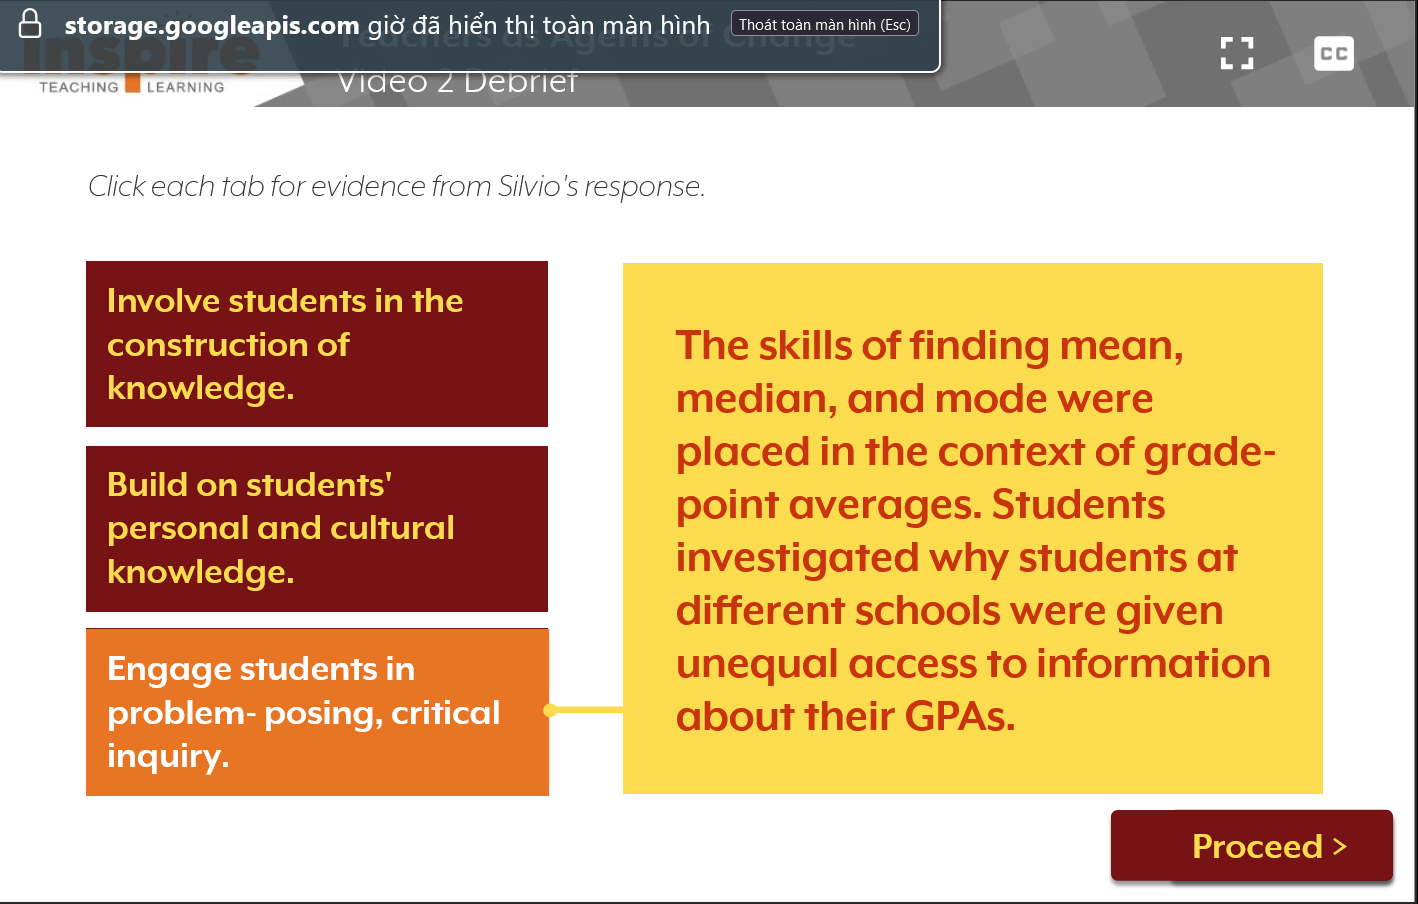 storage.googleapis.com giờ đã hiển thị toàn màn hình
Thoát toàn màn hình (Esc)
Teachers as Agents of Change
inspire
TEACHING LEARNING
Video 2 Debrief
CC
Click each tab for evidence from Silvio's response.
Involve students in the
construction of
knowledge.
Build on students'
personal and cultural
knowledge.
Engage students in
problem- posing, critical
inquiry.
The skills of finding mean,
median, and mode were
placed in the context of grade-
point averages. Students
investigated why students at
different schools were given
unequal access to information
about their GPAs.
Proceed >